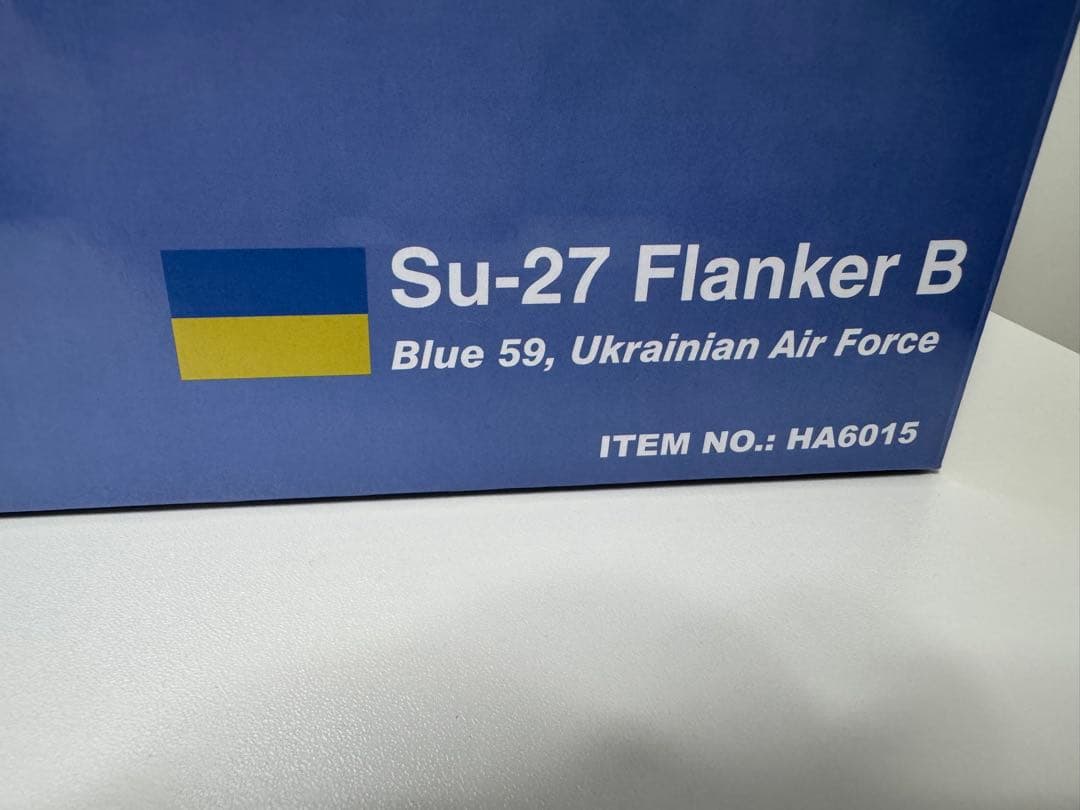 Su-27 Flanker B
Blue 59, Ukrainian Air Force
ITEM NO.: HA6015